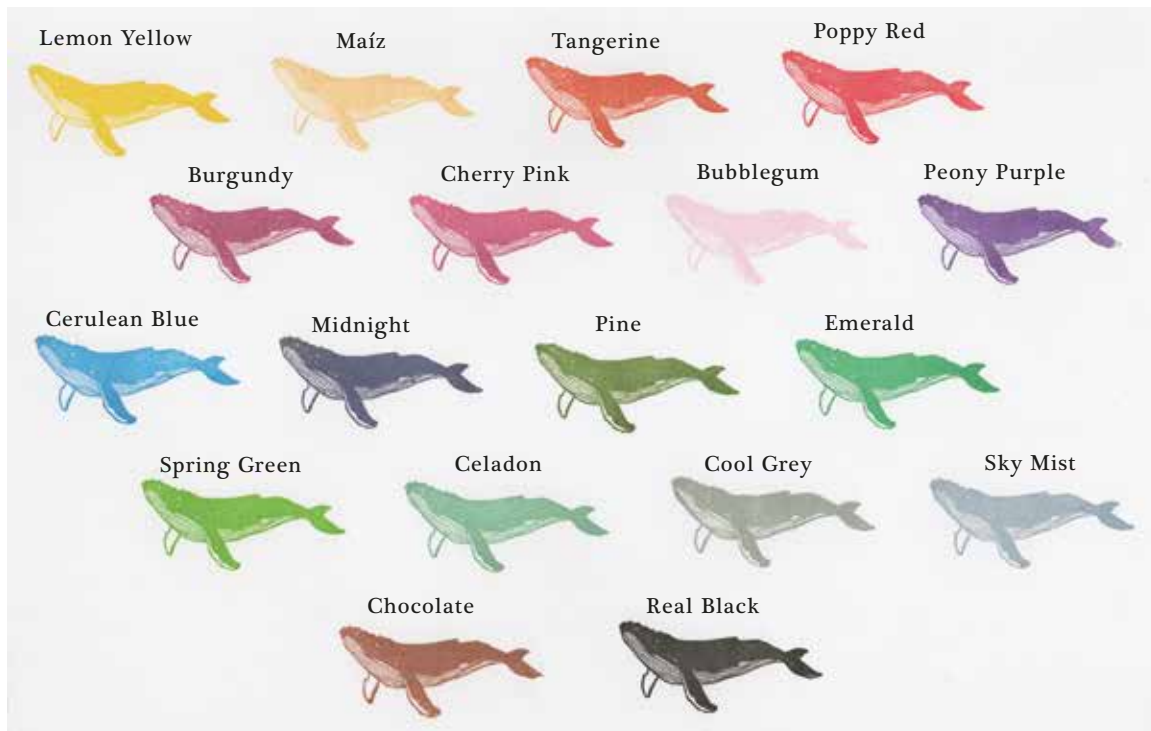 Lemon Yellow
Maíz
Tangerine
Poppy Red
Burgundy
Cherry Pink
Bubblegum
Peony Purple
Cerulean Blue
Midnight
Pine
Emerald
Spring Green
Celadon
Cool Grey
Sky Mist
Chocolate
Real Black